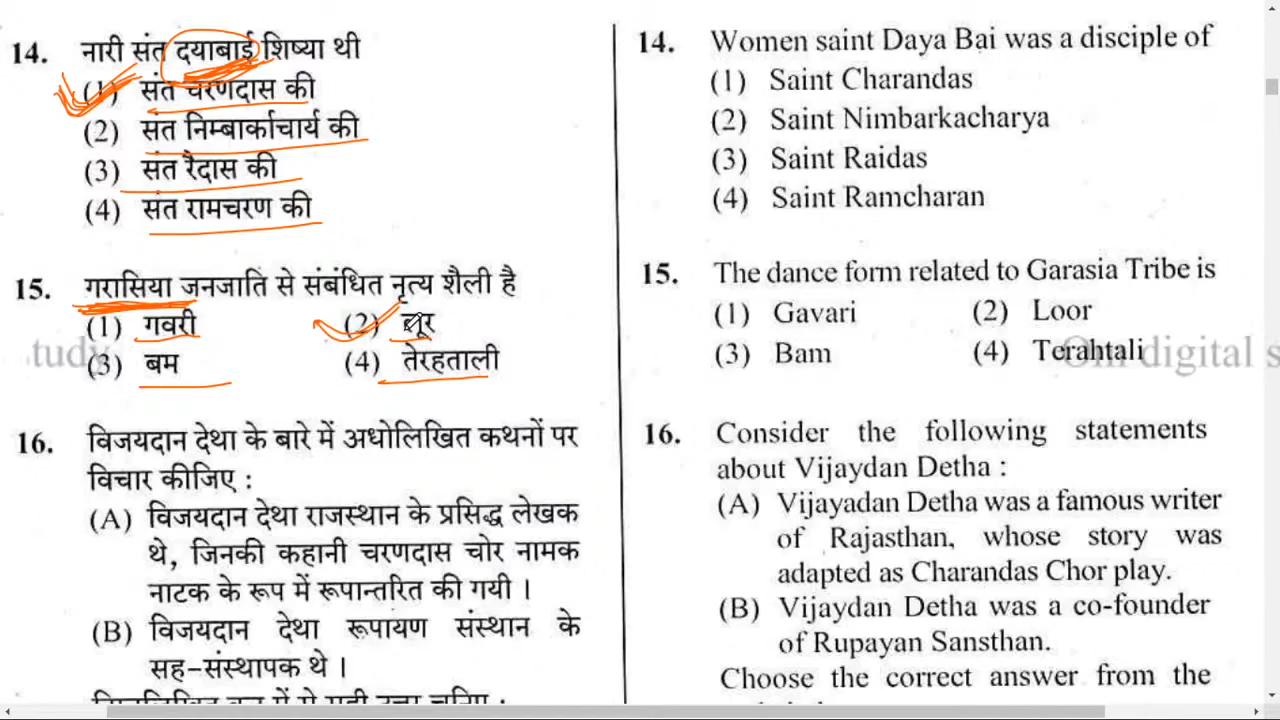 14. नारी संत दयाबाई शिष्या थी
(1) संत चरणदास की
(2) संत निम्बार्काचार्य की
(3) संत रैदास की
(4) संत रामचरण की
15. गरासिया जनजाति से संबंधित नृत्य शैली है
(1) गवरी (2) लूर
(3) बम (4) तेरहताली
study
16. विजयदान देथा के बारे में अधोलिखित कथनों पर
विचार कीजिए :
(A) विजयदान देथा राजस्थान के प्रसिद्ध लेखक
थे, जिनकी कहानी चरणदास चोर नामक
नाटक के रूप में रूपान्तरित की गयी ।
(B) विजयदान देथा रूपायण संस्थान के
सह-संस्थापक थे ।
14. Women saint Daya Bai was a disciple of
(1) Saint Charandas
(2) Saint Nimbarkacharya
(3) Saint Raidas
(4) Saint Ramcharan
15. The dance form related to Garasia Tribe is
(1) Gavari (2) Loor
(3) Bam (4) Terahtali
Om digital s
16. Consider the following statements
about Vijaydan Detha :
(A) Vijayadan Detha was a famous writer
of Rajasthan, whose story was
adapted as Charandas Chor play.
(B) Vijaydan Detha was a co-founder
of Rupayan Sansthan.
Choose the correct answer from the